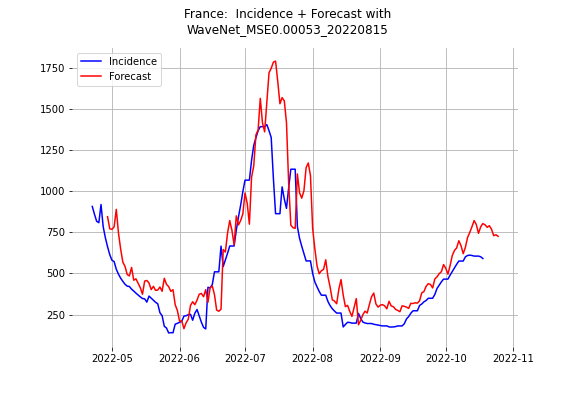 France:  Incidence + Forecast with
WaveNet_MSE0.00053_20220815
Incidence
Forecast
1750
1500
1250
1000
750
500
250
2022-05 2022-06 2022-07 2022-08 2022-09 2022-10 2022-11